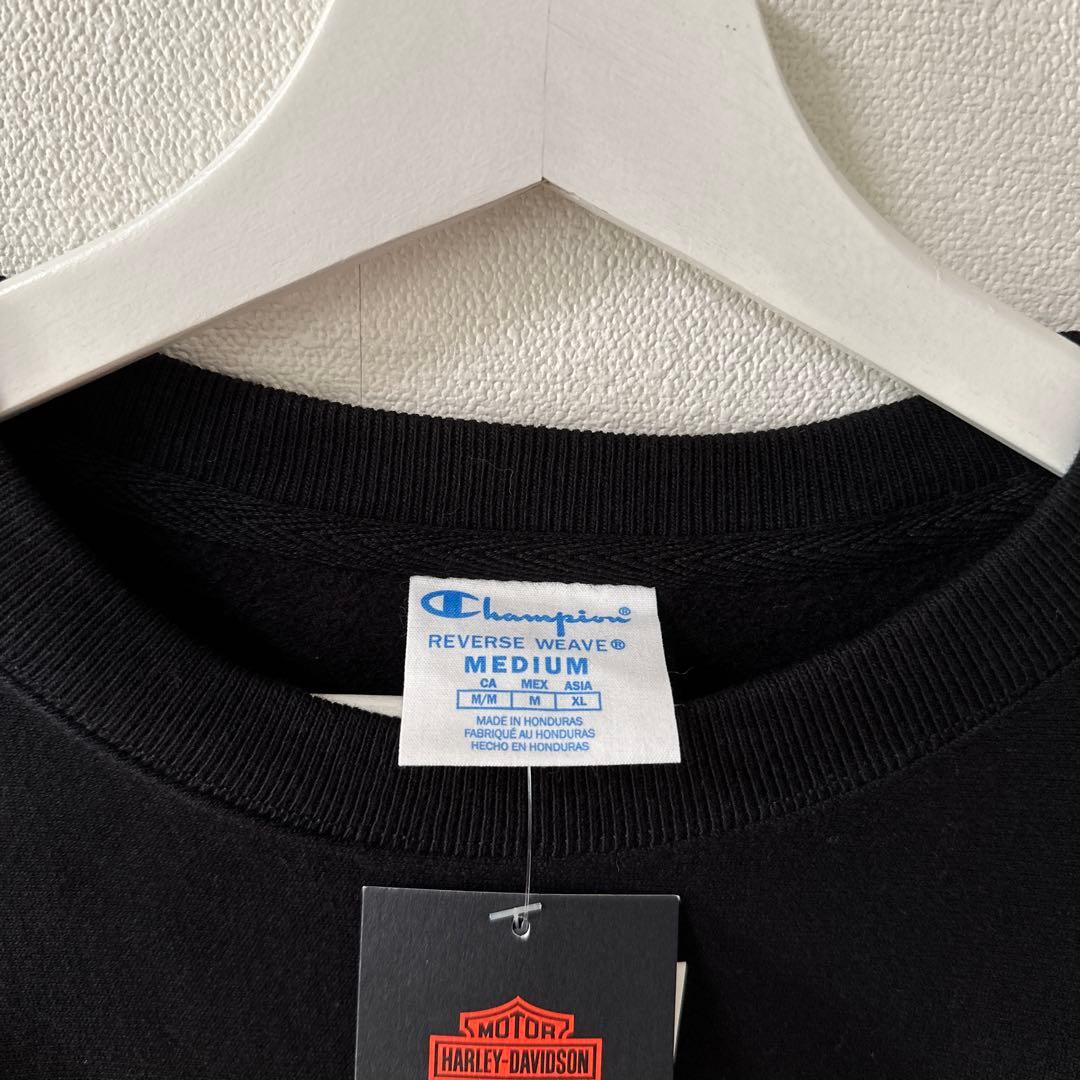 Champion®
REVERSE WEAVE®
MEDIUM
CA MEX ASIA
M/M M XL
MADE IN HONDURAS
FABRIQUÉ AU HONDURAS
HECHO EN HONDURAS
MOTOR
HARLEY-DAVIDSON